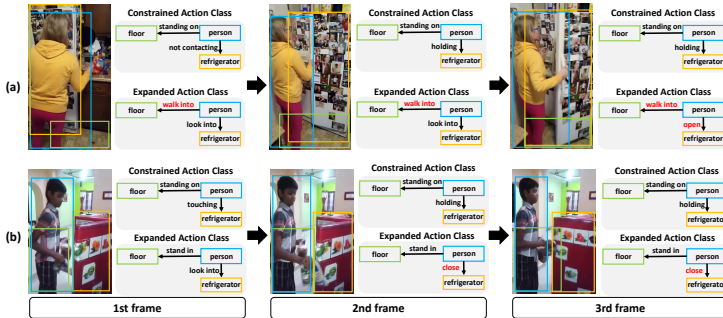 (a)
Constrained Action Class
floor
standing on
person
not contacting
refrigerator
Expanded Action Class
floor
walk into
person
look into
refrigerator
Constrained Action Class
floor
standing on
person
holding
refrigerator
Expanded Action Class
floor
walk into
person
look into
refrigerator
Constrained Action Class
floor
standing on
person
holding
refrigerator
Expanded Action Class
floor
walk into
person
open
refrigerator
(b)
Constrained Action Class
floor
standing on
person
touching
refrigerator
Expanded Action Class
floor
stand in
person
look into
refrigerator
Constrained Action Class
floor
standing on
person
holding
refrigerator
Expanded Action Class
floor
stand in
person
close
refrigerator
Constrained Action Class
floor
standing on
person
holding
refrigerator
Expanded Action Class
floor
stand in
person
close
refrigerator
1st frame
2nd frame
3rd frame